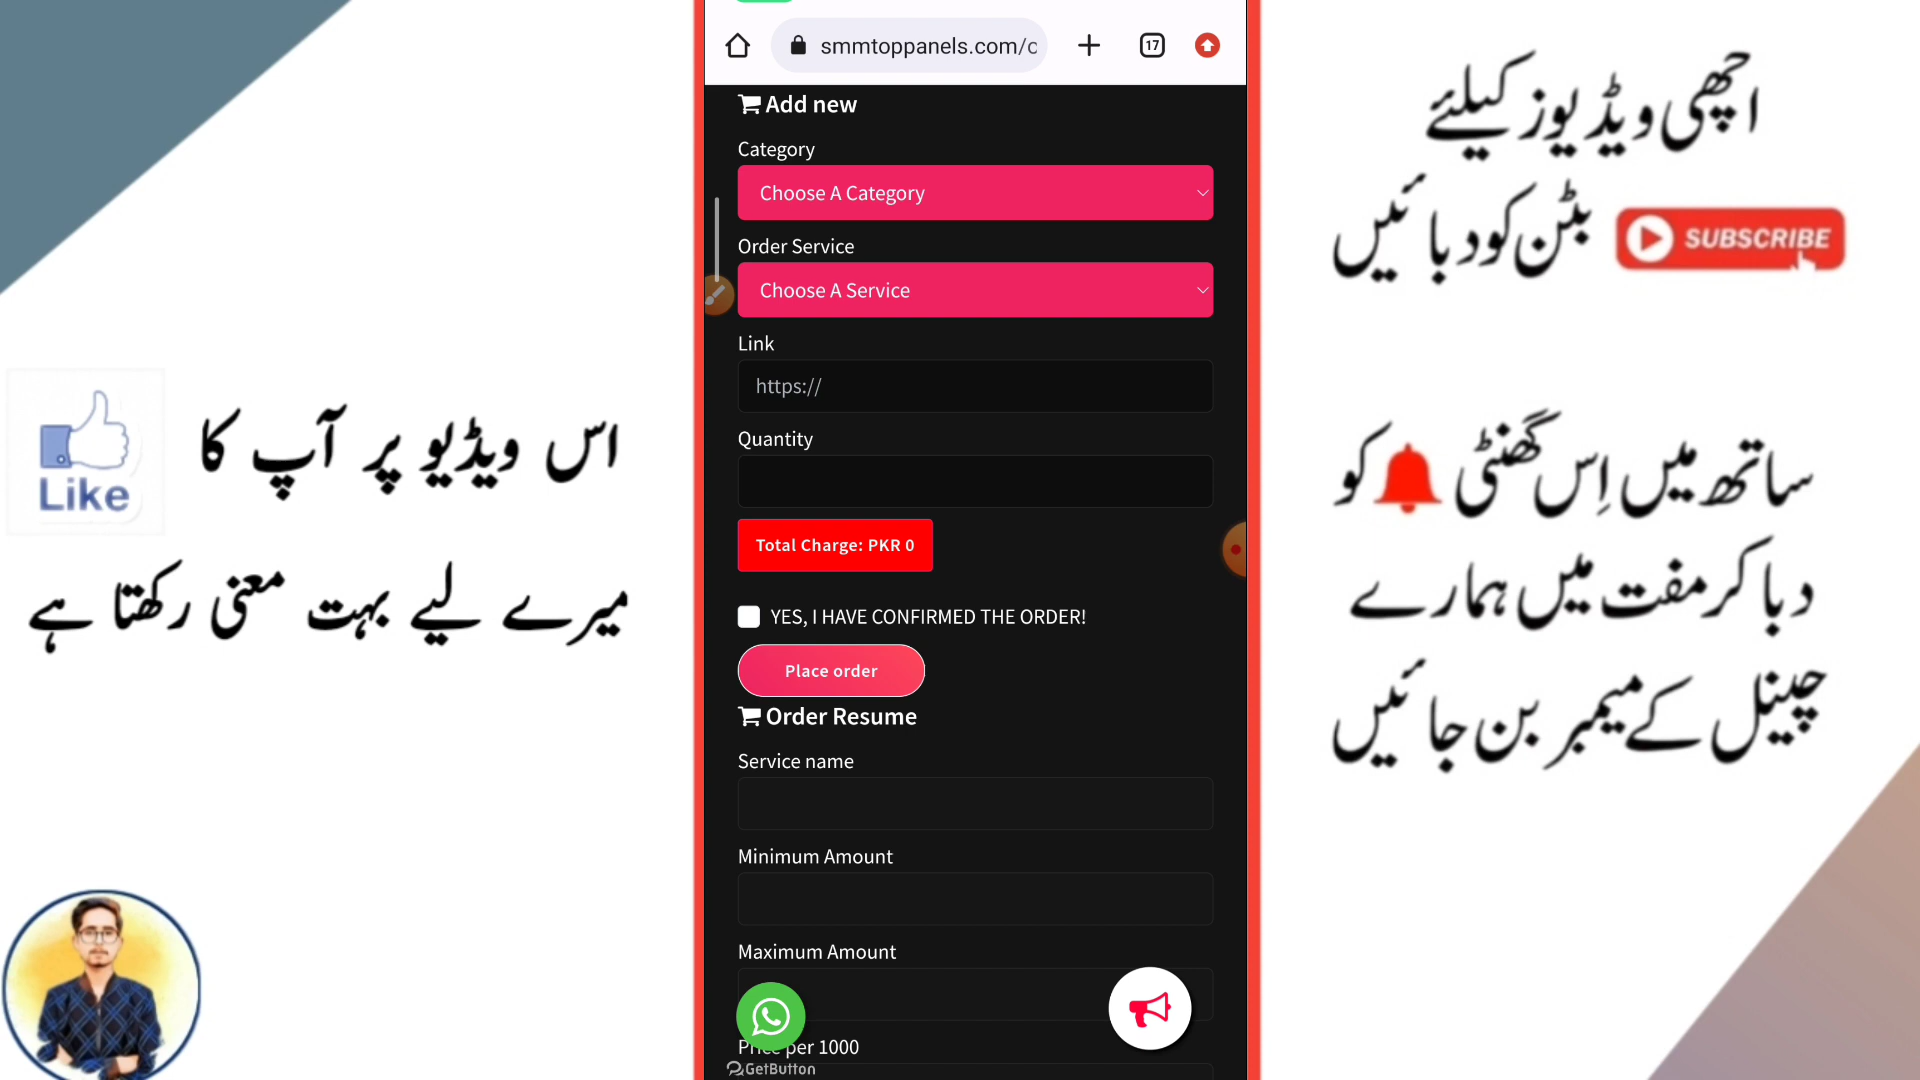 اس ویڈیو پر آپ کا
Like
میرے لیے بہت معنی رکھتا ہے
smmtoppanels.com/c
17
Add new
Category
Choose A Category
Order Service
Choose A Service
Link
https://
Quantity
Total Charge: PKR 0
YES, I HAVE CONFIRMED THE ORDER!
Place order
Order Resume
Service name
Minimum Amount
Maximum Amount
Price per 1000
GetButton
اچھی ویڈیوز کیلئے
بٹن کو دبائیں SUBSCRIBE
ساتھ میں اِس گھنٹی کو
دبا کر مفت میں ہمارے
چینل کے میمبر بن جائیں